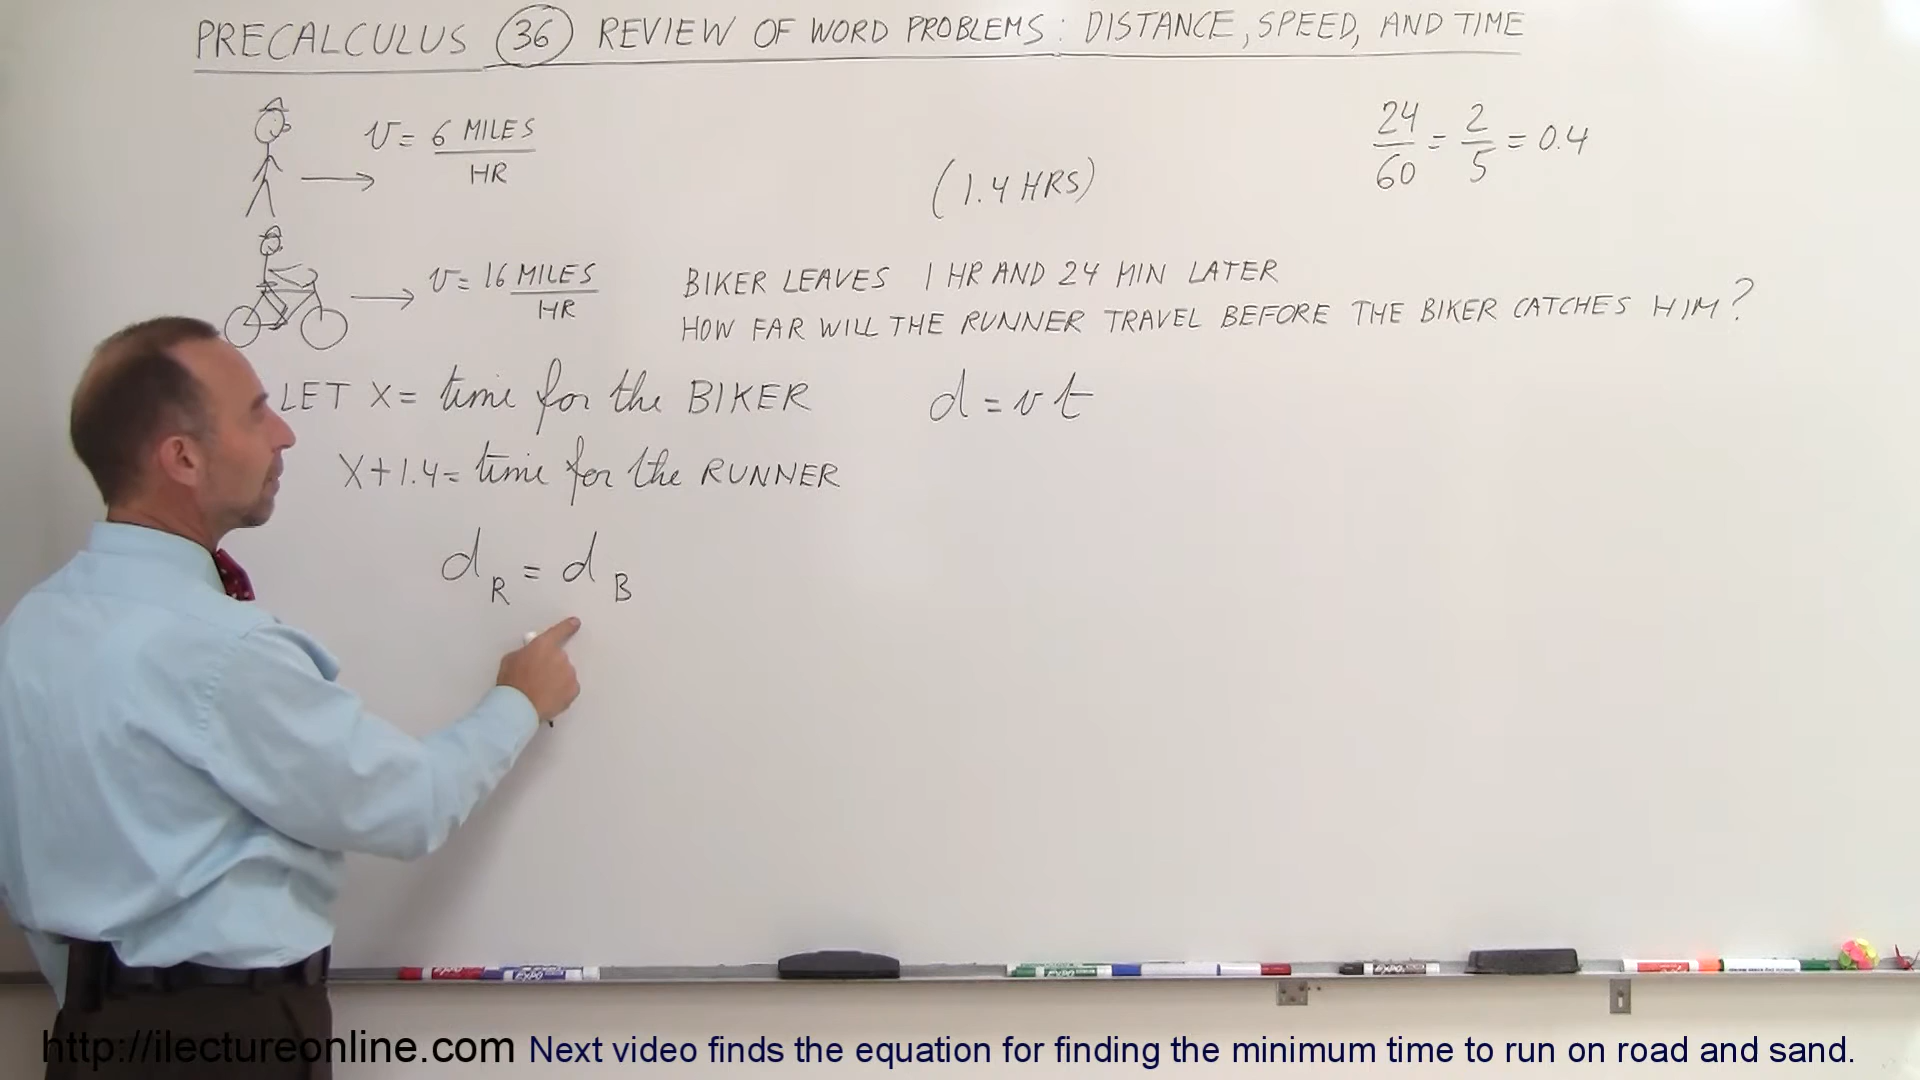 PRECALCULUS 36 REVIEW OF WORD PROBLEMS: DISTANCE, SPEED, AND TIME
v = 6 MILES / HR
24/60 = 2/5 = 0.4
(1.4 HRS)
v = 16 MILES / HR
BIKER LEAVES 1 HR AND 24 MIN LATER
HOW FAR WILL THE RUNNER TRAVEL BEFORE THE BIKER CATCHES HIM?
LET X = time for the BIKER
d = v t
X + 1.4 = time for the RUNNER
d_R = d_B
http://ilectureonline.com Next video finds the equation for finding the minimum time to run on road and sand.